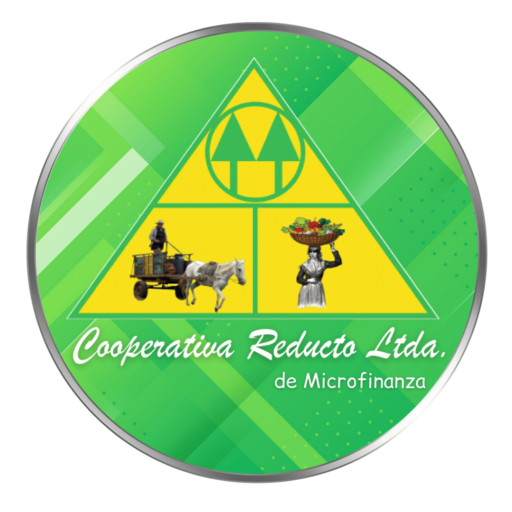 Cooperativa Reducto Ltda.
de Microfinanza